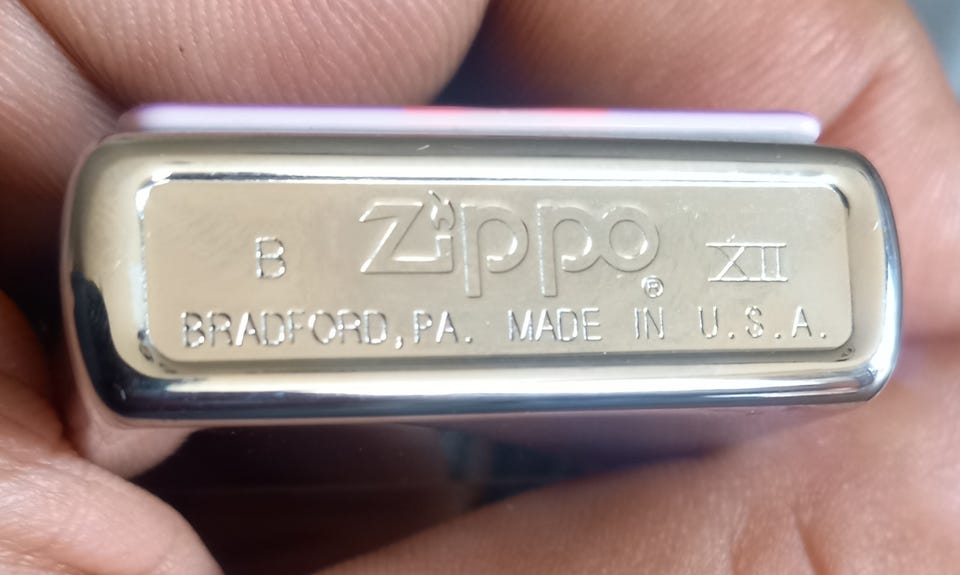 B Zippo® XII
BRADFORD, PA. MADE IN U.S.A.